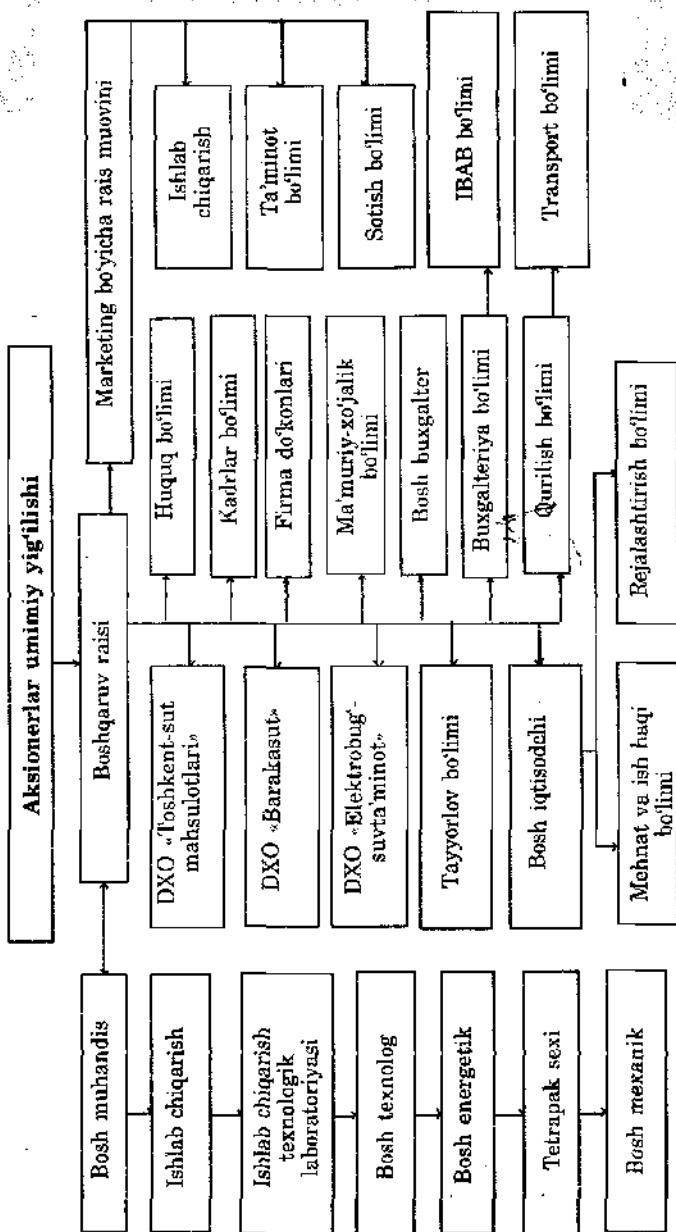 Aksionerlar umimiy yig‘ilishi
Bosh muhandis
Boshqaruv raisi
Marketing bo‘yicha rais muovini
Ishlab chiqarish
Ishlab chiqarish
texnologik
laboratoriyasi
Bosh texnolog
Bosh energetik
Tetrapak sexi
Bosh mexanik
DXO «Toshkent-sut
mahsulotlari»
DXO «Barakasut»
DXO «Elektrobug‘-
suvta’minot»
Tayyorlov bo‘limi
Bosh iqtisodchi
Mehnat va ish haqi
bo‘limi
Rejalashtirish bo‘limi
Huquq bo‘limi
Kadrlar bo‘limi
Firma do‘konlari
Ma’muriy-xo‘jalik
bo‘limi
Bosh buxgalter
Buxgalteriya bo‘limi
Qurilish bo‘limi
Ishlab
chiqarish
Ta’minot
bo‘limi
Sotish bo‘limi
IBAB bo‘limi
Transport bo‘limi